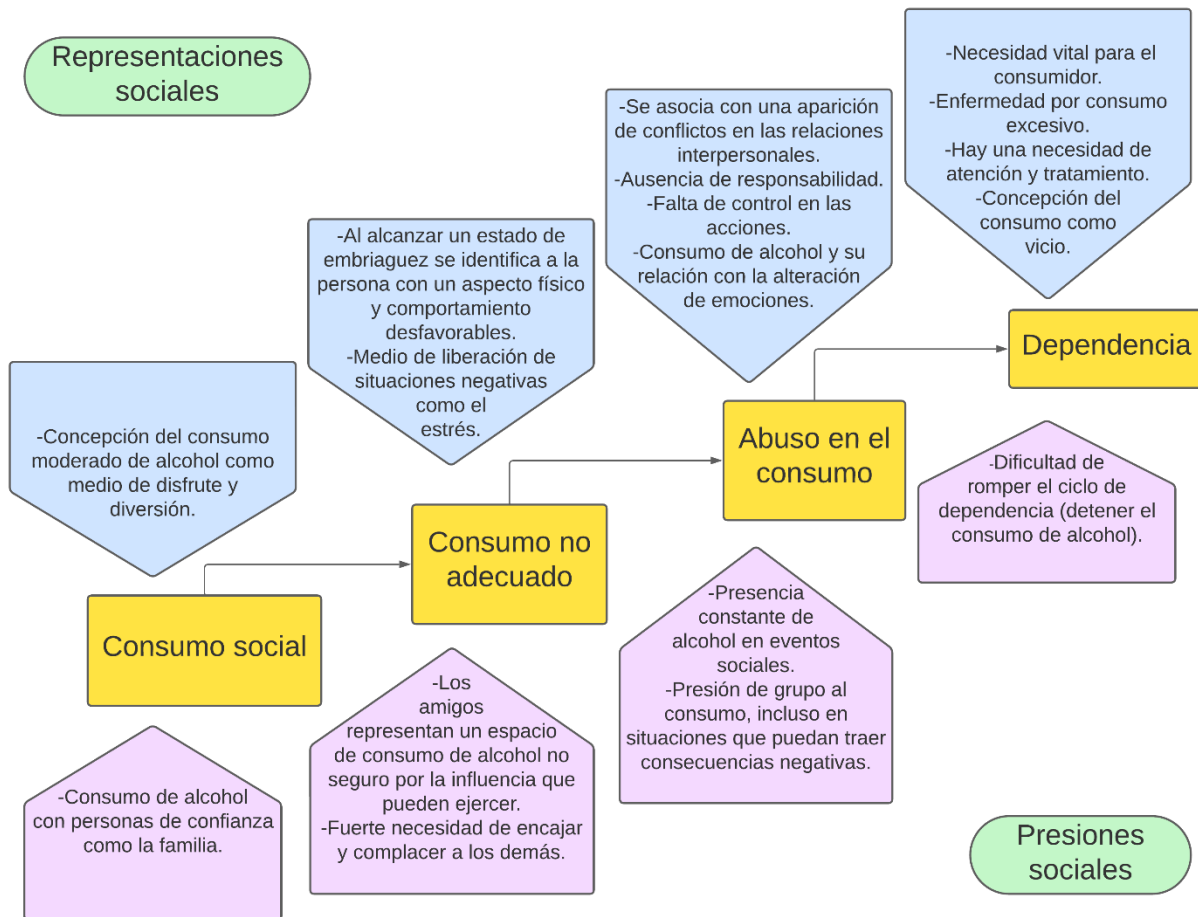 Representaciones
sociales
-Concepción del consumo
moderado de alcohol como
medio de disfrute y
diversión.
-Al alcanzar un estado de
embriaguez se identifica a la
persona con un aspecto físico
y comportamiento
desfavorables.
-Medio de liberación de
situaciones negativas
como el
estrés.
-Se asocia con una aparición
de conflictos en las relaciones
interpersonales.
-Ausencia de responsabilidad.
-Falta de control en las
acciones.
-Consumo de alcohol y su
relación con la alteración
de emociones.
-Necesidad vital para el
consumidor.
-Enfermedad por consumo
excesivo.
-Hay una necesidad de
atención y tratamiento.
-Concepción del
consumo como
vicio.
Consumo social
Consumo no
adecuado
Abuso en el
consumo
Dependencia
-Consumo de alcohol
con personas de confianza
como la familia.
-Los
amigos
representan un espacio
de consumo de alcohol no
seguro por la influencia que
pueden ejercer.
-Fuerte necesidad de encajar
y complacer a los demás.
-Presencia
constante de
alcohol en eventos
sociales.
-Presión de grupo al
consumo, incluso en
situaciones que puedan traer
consecuencias negativas.
-Dificultad de
romper el ciclo de
dependencia (detener el
consumo de alcohol).
Presiones
sociales